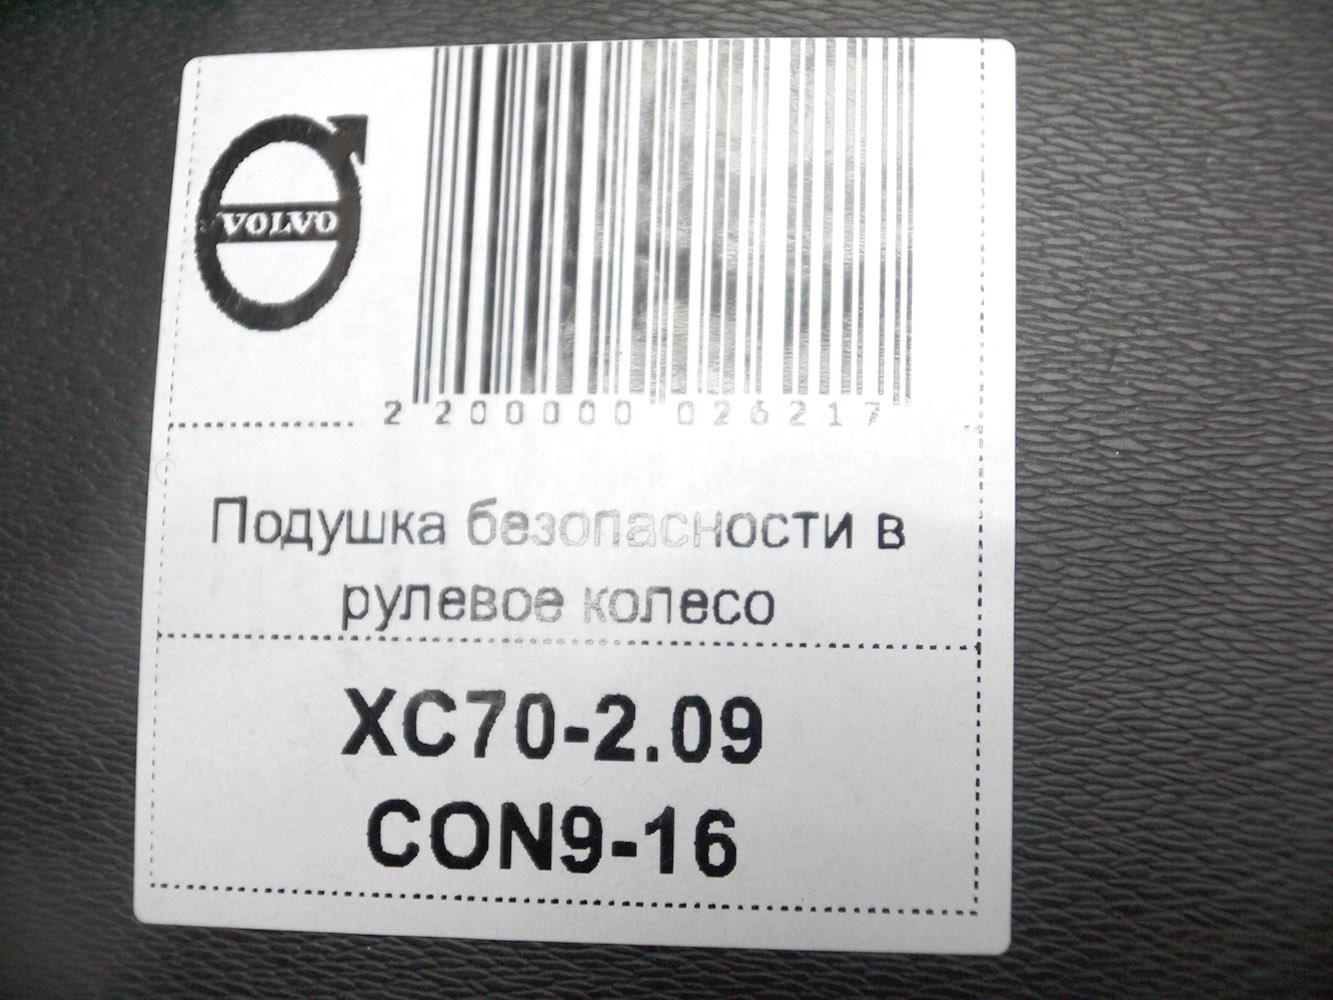 VOLVO
2 200000 026217
Подушка безопасности в
рулевое колесо
XC70-2.09
CON9-16